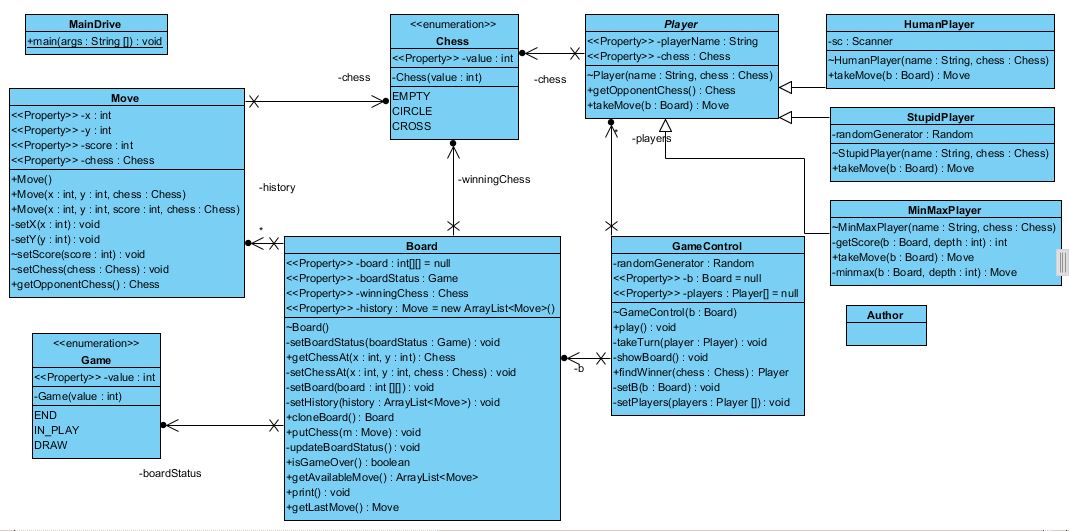 MainDrive
+main(args : String []) : void
<<enumeration>>
Chess
<<Property>> -value : int
-Chess(value : int)
EMPTY
CIRCLE
CROSS
Player
<<Property>> -playerName : String
<<Property>> -chess : Chess
~Player(name : String, chess : Chess)
+getOpponentChess() : Chess
+takeMove(b : Board) : Move
HumanPlayer
-sc : Scanner
~HumanPlayer(name : String, chess : Chess)
+takeMove(b : Board) : Move
-chess
-chess
Move
<<Property>> -x : int
<<Property>> -y : int
<<Property>> -score : int
<<Property>> -chess : Chess
+Move()
+Move(x : int, y : int, chess : Chess)
+Move(x : int, y : int, score : int, chess : Chess)
-setX(x : int) : void
-setY(y : int) : void
~setScore(score : int) : void
~setChess(chess : Chess) : void
+getOpponentChess() : Chess
StupidPlayer
-randomGenerator : Random
~StupidPlayer(name : String, chess : Chess)
+takeMove(b : Board) : Move
*
-players
-winningChess
-history
*
MinMaxPlayer
~MinMaxPlayer(name : String, chess : Chess)
-getScore(b : Board, depth : int) : int
+takeMove(b : Board) : Move
-minmax(b : Board, depth : int) : Move
Board
<<Property>> -board : int[][] = null
<<Property>> -boardStatus : Game
<<Property>> -winningChess : Chess
<<Property>> -history : Move = new ArrayList<Move>()
~Board()
-setBoardStatus(boardStatus : Game) : void
+getChessAt(x : int, y : int) : Chess
-setChessAt(x : int, y : int, chess : Chess) : void
-setBoard(board : int [][]) : void
-setHistory(history : ArrayList<Move>) : void
+cloneBoard() : Board
+putChess(m : Move) : void
-updateBoardStatus() : void
+isGameOver() : boolean
+getAvailableMove() : ArrayList<Move>
+print() : void
+getLastMove() : Move
GameControl
-randomGenerator : Random
<<Property>> -b : Board = null
<<Property>> -players : Player[] = null
~GameControl(b : Board)
+play() : void
-takeTurn(player : Player) : void
-showBoard() : void
+findWinner(chess : Chess) : Player
-setB(b : Board) : void
-setPlayers(players : Player []) : void
-b
Author
<<enumeration>>
Game
<<Property>> -value : int
-Game(value : int)
END
IN_PLAY
DRAW
-boardStatus